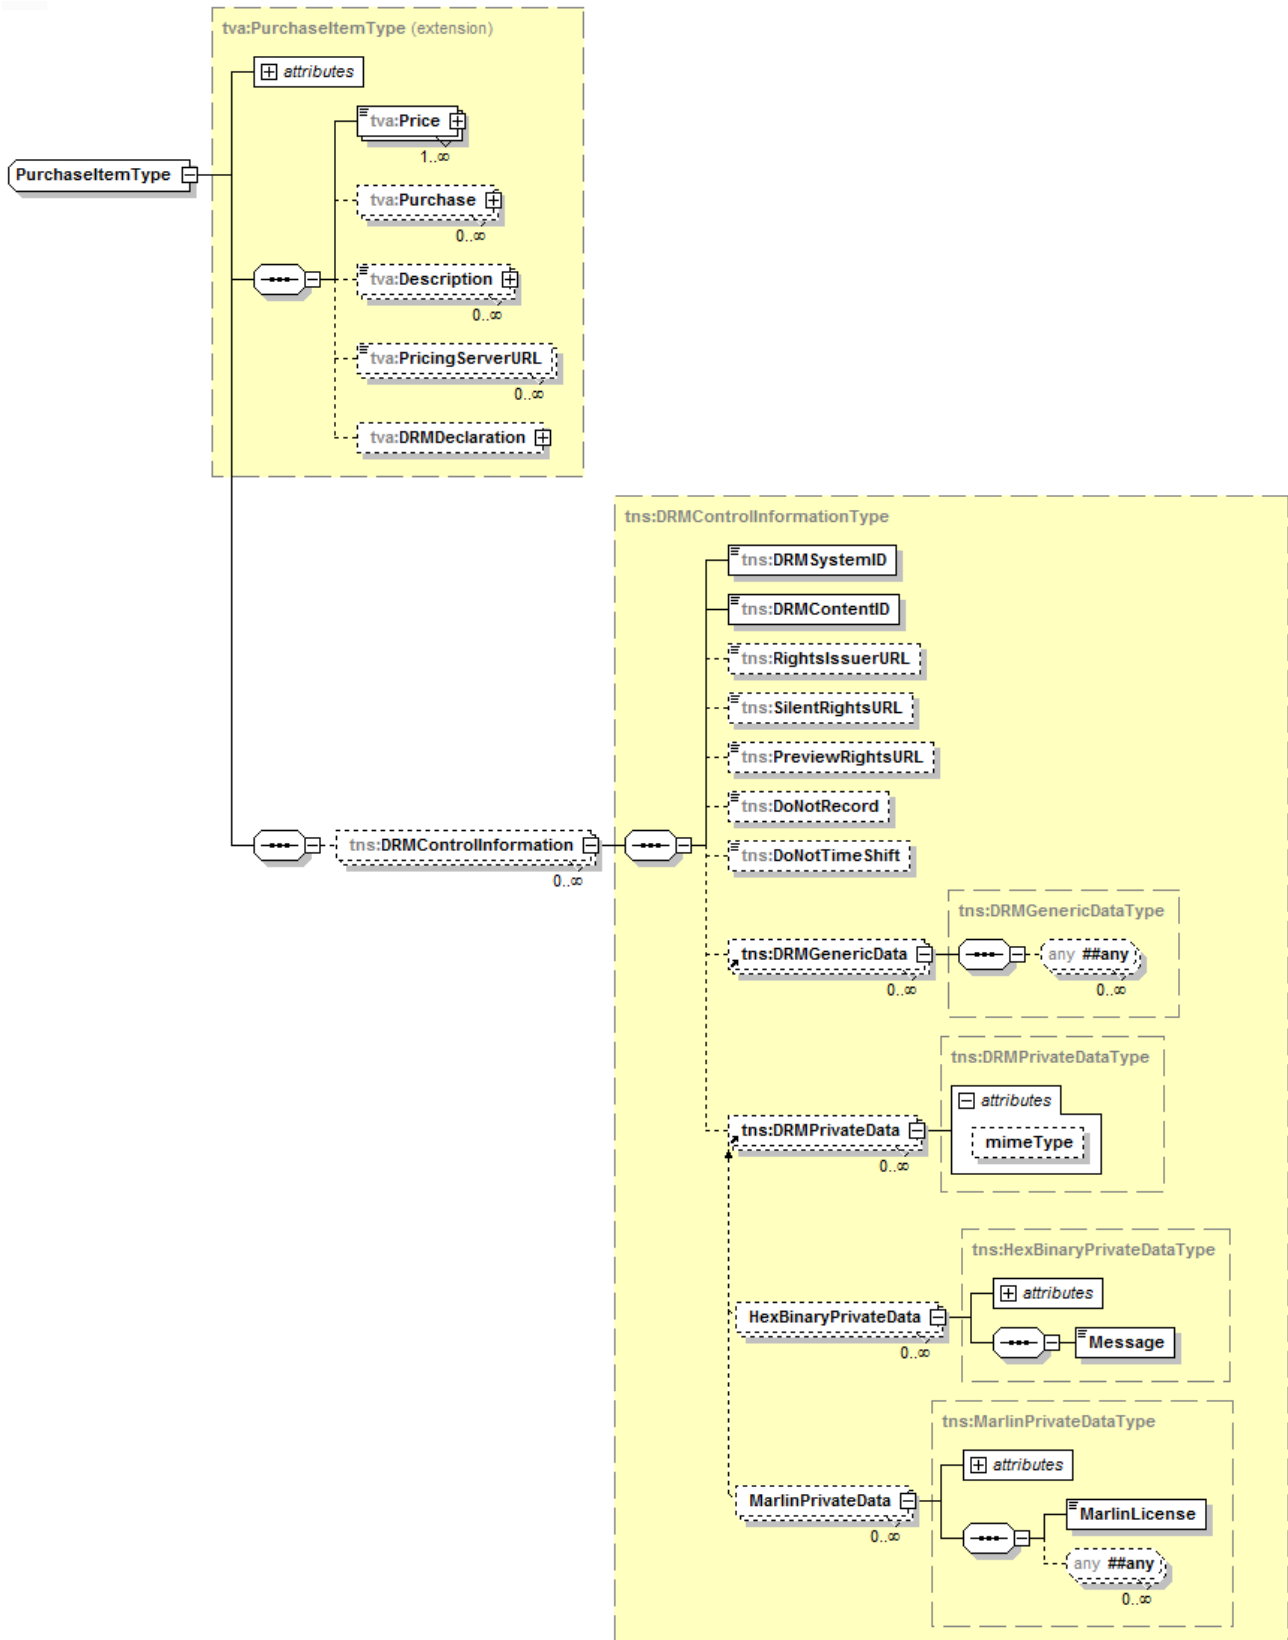 tva:PurchaseItemType (extension)
attributes
tva:Price
1..∞
PurchaseItemType
tva:Purchase
0..∞
tva:Description
0..∞
tva:PricingServerURL
0..∞
tva:DRMDeclaration
tns:DRMControlInformationType
tns:DRMSystemID
tns:DRMContentID
tns:RightsIssuerURL
tns:SilentRightsURL
tns:PreviewRightsURL
tns:DoNotRecord
tns:DRMControlInformation
0..∞
tns:DoNotTimeShift
tns:DRMGenericDataType
tns:DRMGenericData
0..∞
any ##any
0..∞
tns:DRMPrivateDataType
attributes
tns:DRMPrivateData
0..∞
mimeType
tns:HexBinaryPrivateDataType
attributes
HexBinaryPrivateData
0..∞
Message
tns:MarlinPrivateDataType
attributes
MarlinPrivateData
0..∞
MarlinLicense
any ##any
0..∞